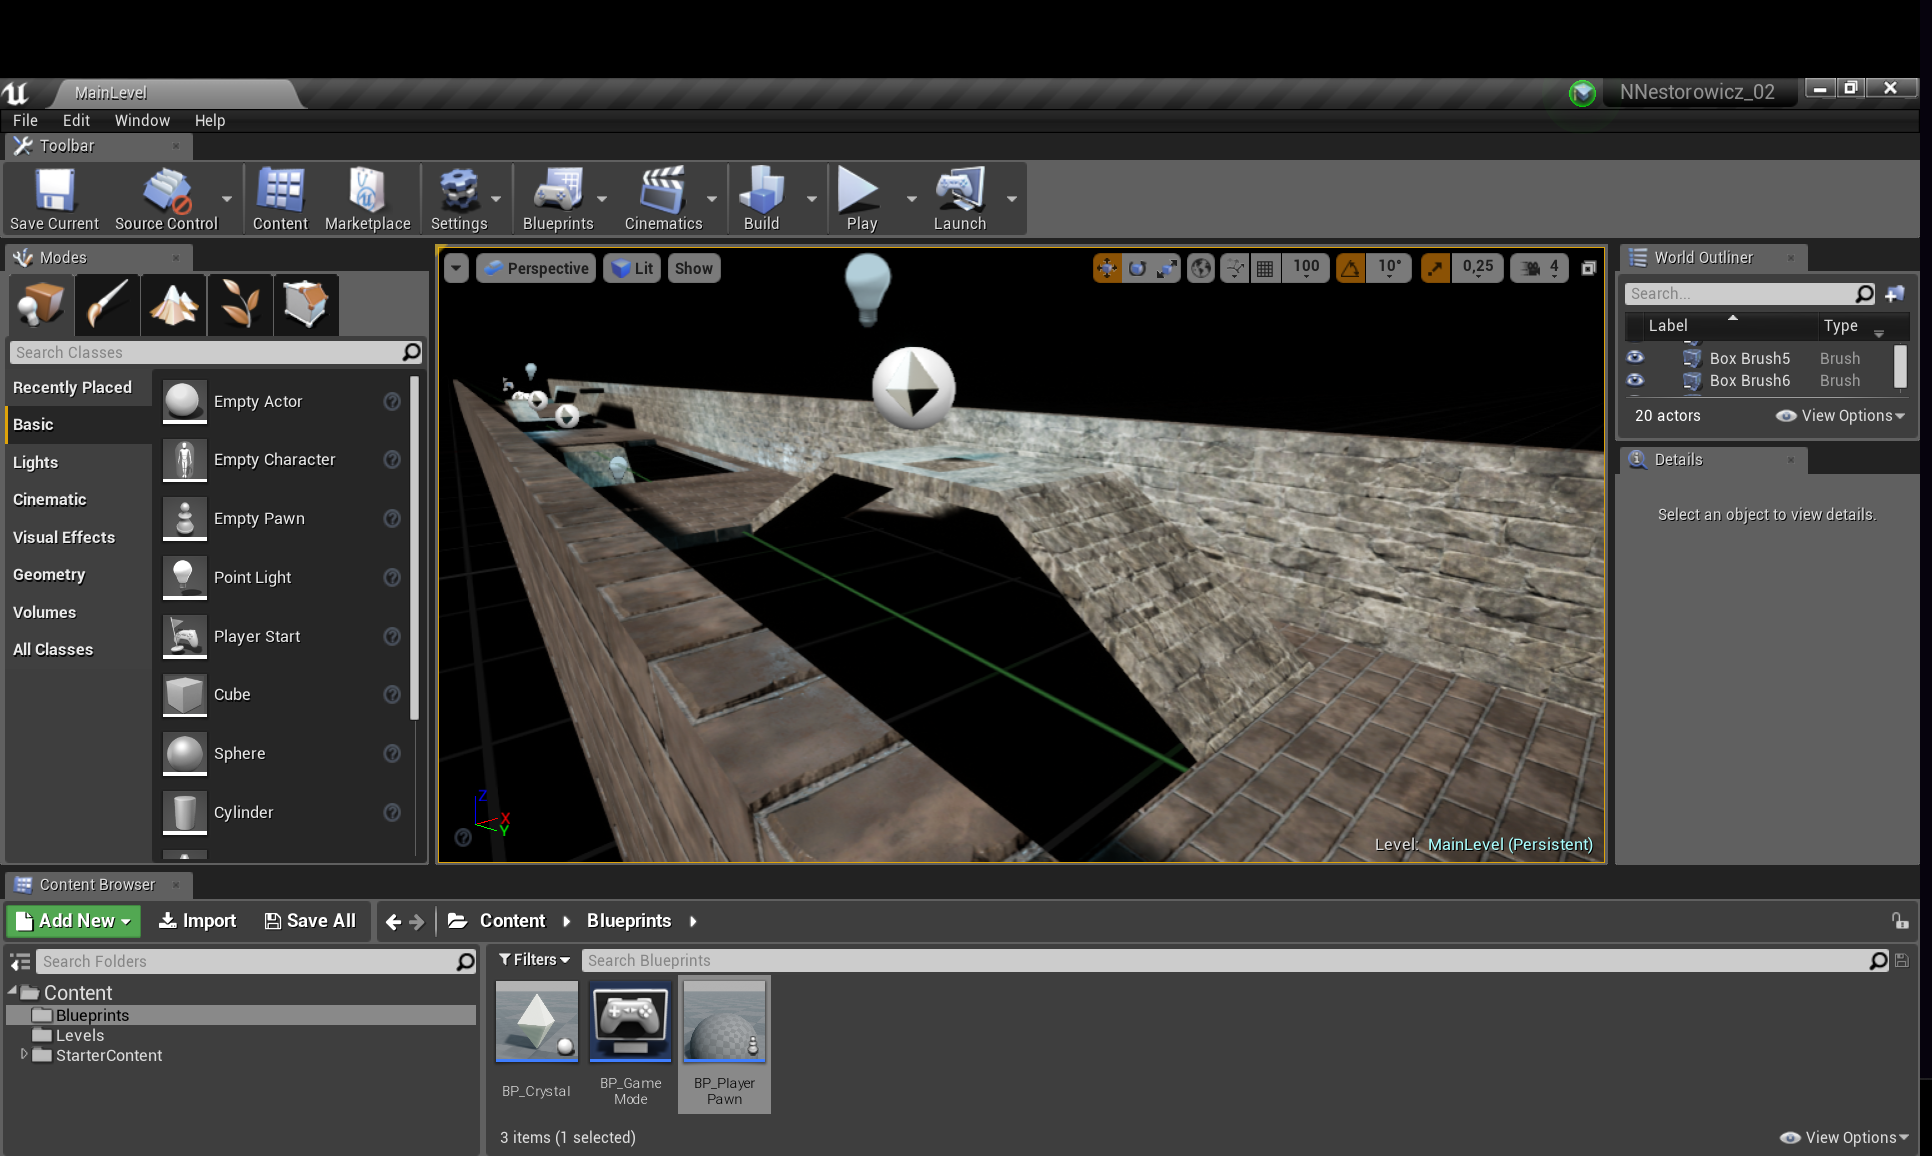 MainLevel
NNestorowicz_02
File Edit Window Help
Toolbar
Save Current Source Control Content Marketplace Settings Blueprints Cinematics Build Play Launch
Modes
Search Classes
Recently Placed
Basic
Lights
Cinematic
Visual Effects
Geometry
Volumes
All Classes
Empty Actor
Empty Character
Empty Pawn
Point Light
Player Start
Cube
Sphere
Cylinder
Perspective Lit Show
100 10° 0,25 4
Z
X
Y
Level: MainLevel (Persistent)
World Outliner
Search...
Label Type
Box Brush5 Brush
Box Brush6 Brush
20 actors View Options
Details
Select an object to view details.
Content Browser
Add New Import Save All Content Blueprints
Search Folders
Content
Blueprints
Levels
StarterContent
Filters Search Blueprints
BP_Crystal
BP_Game
Mode
BP_Player
Pawn
3 items (1 selected)
View Options